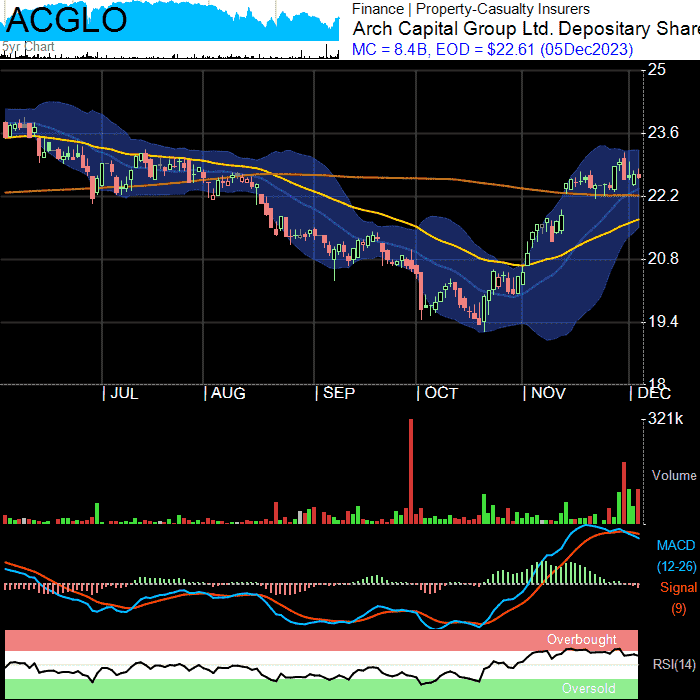 ACGLO
5yr Chart
Finance | Property-Casualty Insurers
Arch Capital Group Ltd. Depositary Share
MC = 8.4B, EOD = $22.61 (05Dec2023)
25
23.6
22.2
20.8
19.4
18
| JUL | AUG | SEP | OCT | NOV | DEC
321k
Volume
MACD
(12-26)
Signal
(9)
Overbought
RSI(14)
Oversold